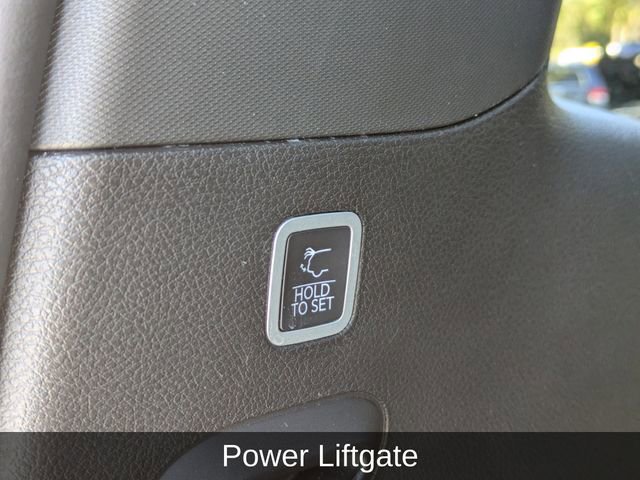 HOLD
TO SET
Power Liftgate